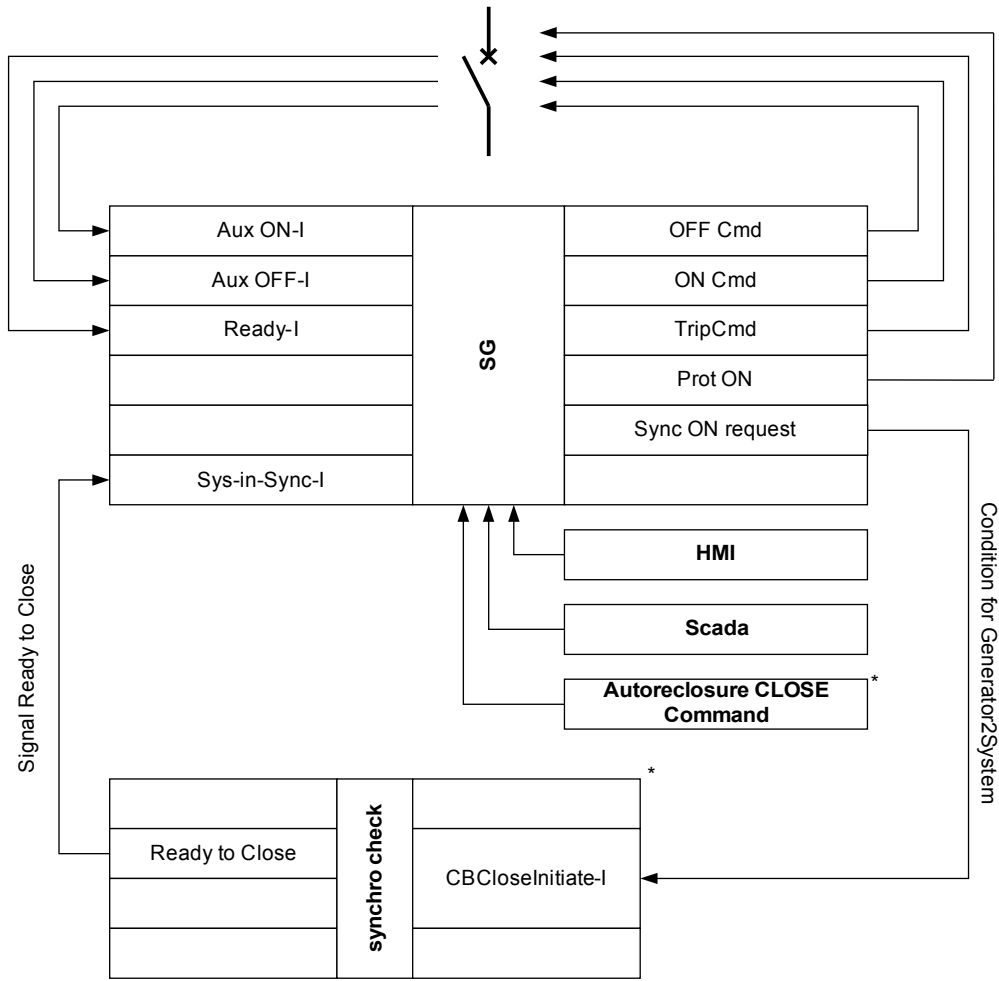 Aux ON-I
OFF Cmd
Aux OFF-I
ON Cmd
Ready-I
SG
TripCmd
Prot ON
Sync ON request
Sys-in-Sync-I
HMI
Scada
Autoreclosure CLOSE
Command
*
Signal Ready to Close
Condition for Generator2System
*
Ready to Close
synchro check
CBCloseInitiate-I